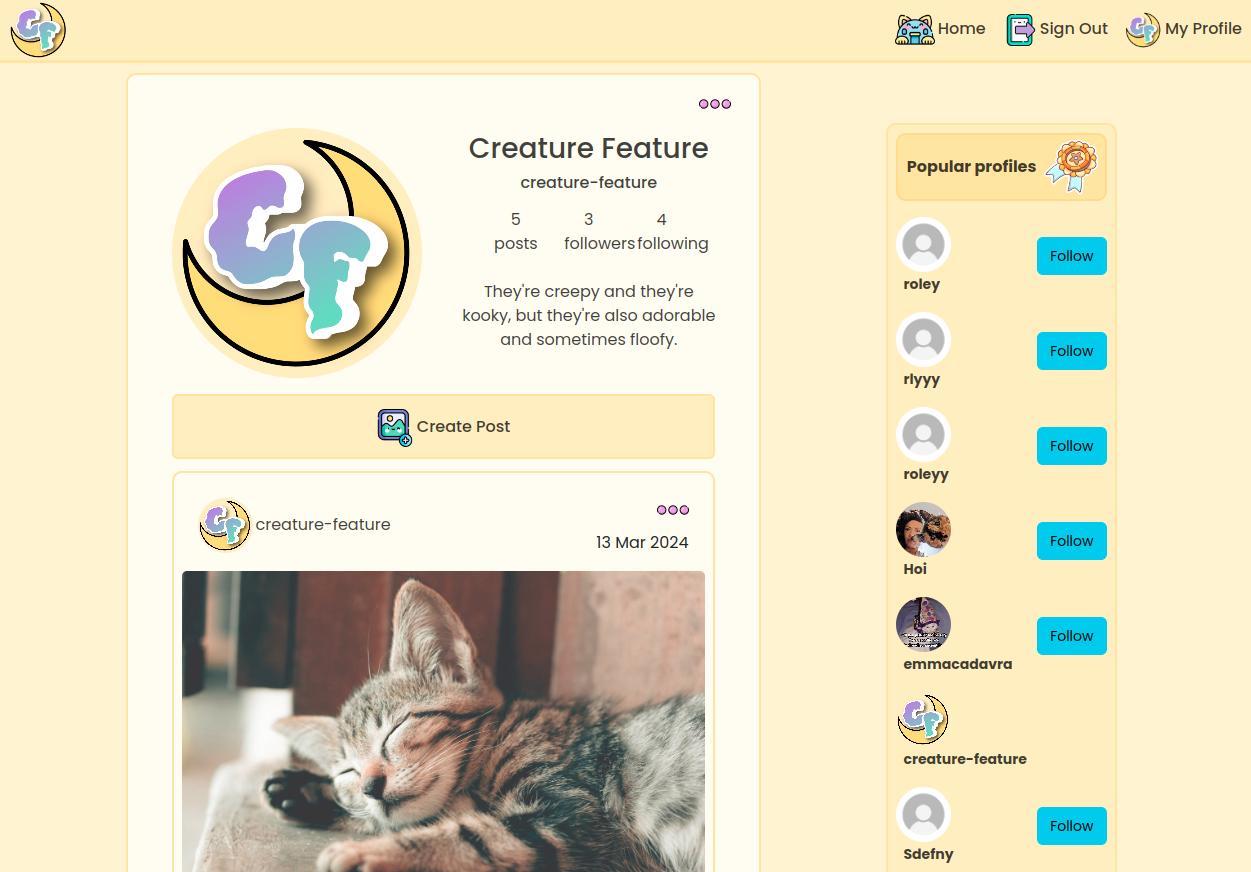 CF
Home
Sign Out
My Profile
CF
Creature Feature
creature-feature
5
posts
3
followers
4
following
They're creepy and they're
kooky, but they're also adorable
and sometimes floofy.
Create Post
creature-feature
13 Mar 2024
Popular profiles
roley
Follow
rlyyy
Follow
roleyy
Follow
Hoi
Follow
emmacadavra
Follow
creature-feature
Sdefny
Follow